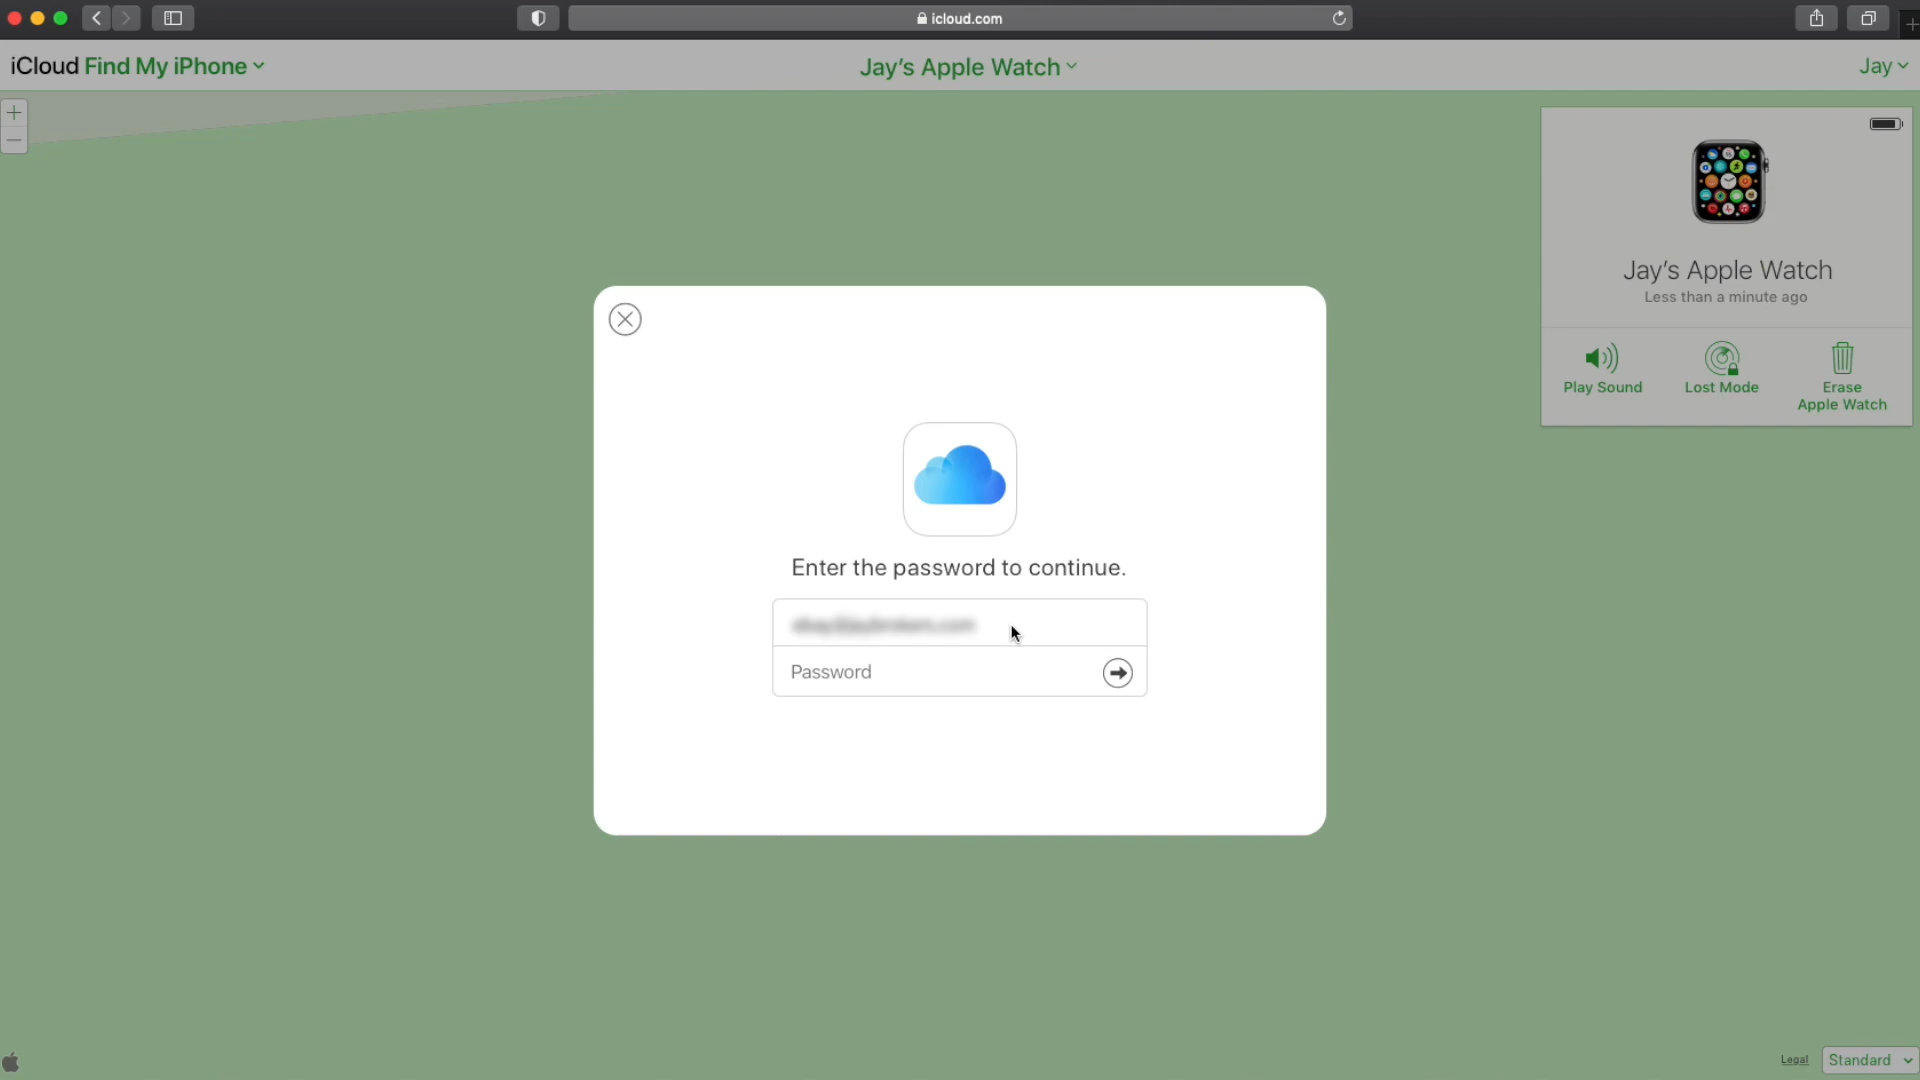 icloud.com
iCloud Find My iPhone
Jay's Apple Watch
Jay
Jay's Apple Watch
Less than a minute ago
Play Sound
Lost Mode
Erase
Apple Watch
Enter the password to continue.
Password
Legal
Standard